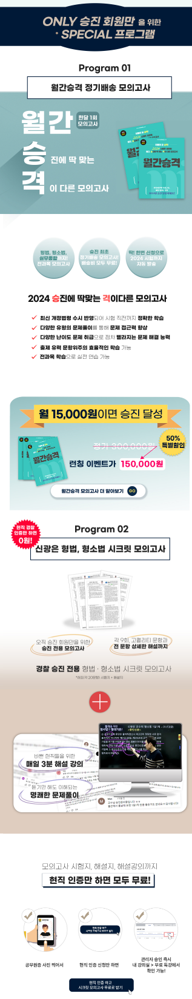 ONLY 승진 회원만 을 위한
SPECIAL 프로그램
Program 01
월간승격 정기배송 모의고사
월간
한달 1회
모의고사
승진에 딱 맞는
격이 다른 모의고사
월간승격
형법, 형소법,
실무종합까지!
전과목 모의고사
승진 최초
정기배송 모의고사!
배송비 모두 무료!
딱! 한번 신청으로
2024 시험까지
자동 발송
2024 승진에 딱맞는 격이다른 모의고사
최신 개정법령 수시 반영되어 시험 직전까지 정확한 학습
다양한 유형의 문제풀이를 통해 문제 접근력 향상
다양한 난이도 문제 취급으로 점차 빨라지는 문제 해결 능력
출제 유력 문항위주의 효율적인 학습 가능
전과목 학습으로 실전 연습 가능
월 15,000원이면 승진 달성
50%
특별할인
정가 300,000원
런칭 이벤트가 150,000원
월간승격
월간승격 모의고사 더 알아보기 GO
현직 경찰
인증만 하면
0원!
Program 02
신광은 형법, 형소법 시크릿 모의고사
오직 승진 회원만을 위한
승진 전용 모의고사
각 9회, 고퀄리티 문항과
전 문항 상세한 해설까지
경찰 승진 전용 형법 · 형소법 시크릿 모의고사
바쁜 현직들을 위한
매일 3분 해설 강의
듣기만 해도 이해되는
명쾌한 문제풀이
모의고사 시험지, 해설지, 해설강의까지
현직 인증만 하면 모두 무료!
공무원증 사진 찍어서
현직 인증 하고
시크릿 모의고사 무료로 받기
현직 인증 신청만 하면
관리자 승인 즉시
내 강의실 > 무료 특강에서
확인 가능!
현직 인증 하고
시크릿 모의고사 무료로 받기